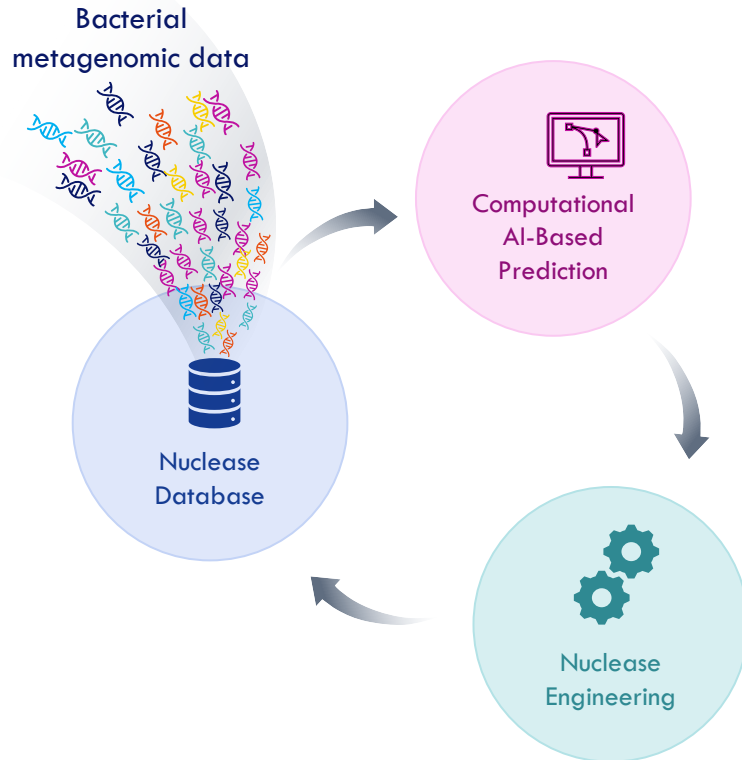 Bacterial
metagenomic data
Computational
AI-Based
Prediction
Nuclease
Database
Nuclease
Engineering